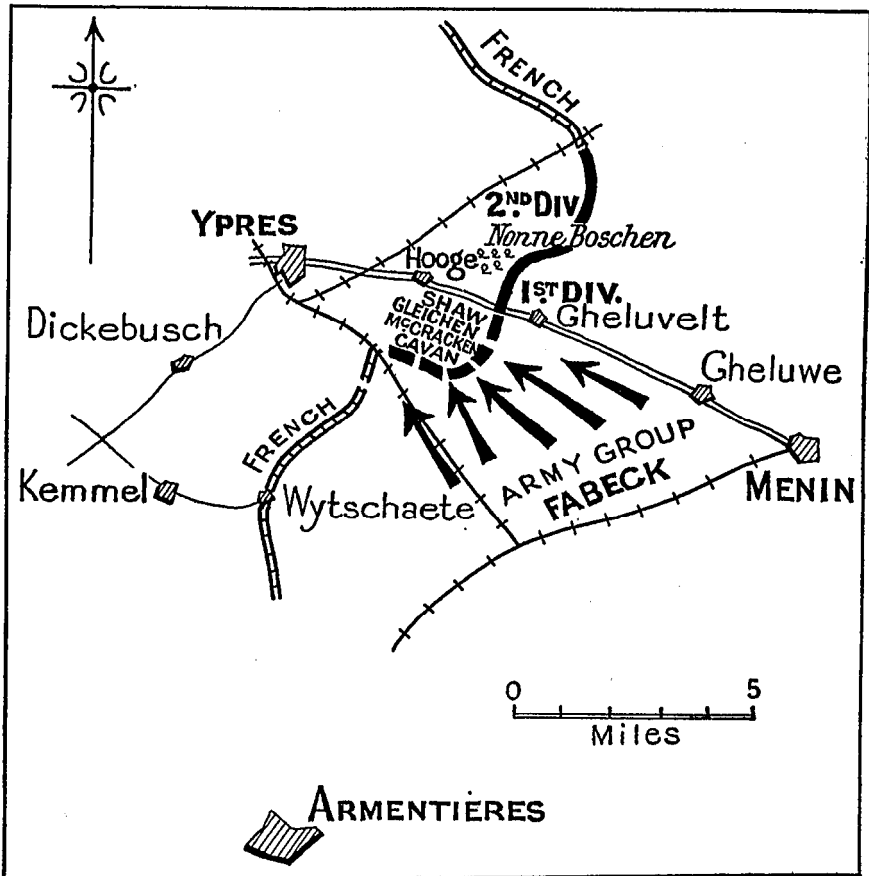 FRENCH
2ND DIV
YPRES
Nonne Boschen
Hooge
1ST DIV.
SHAW
GLEICHEN
McCRACKEN
CAVAN
Gheluvelt
Dickebusch
Gheluwe
FRENCH
ARMY GROUP
FABECK
Kemmel
Wytschaete
MENIN
0 5
Miles
ARMENTIÈRES